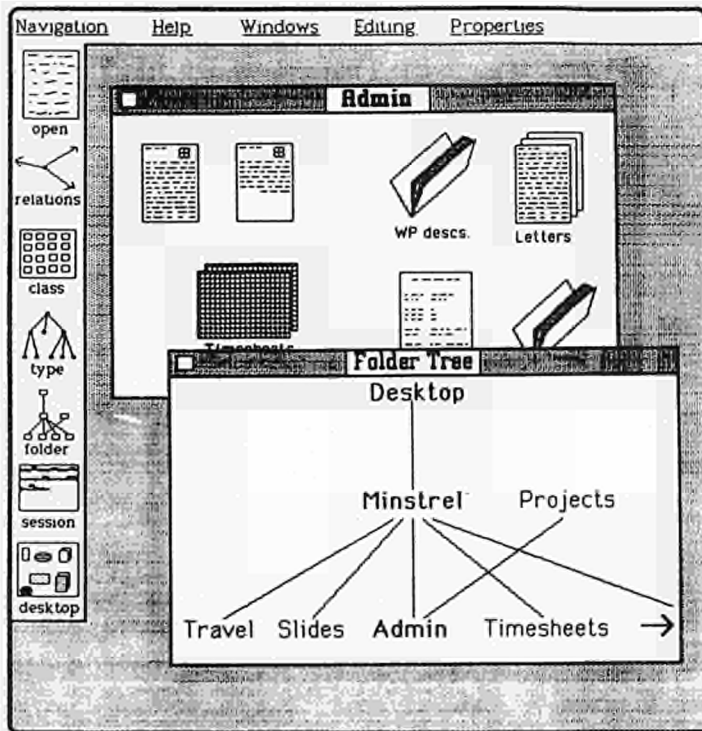 Navigation Help Windows Editing Properties
open
relations
class
type
folder
session
desktop
Admin
WP descs.
Letters
Timesheets
Folder Tree
Desktop
Minstrel
Projects
Travel Slides Admin Timesheets